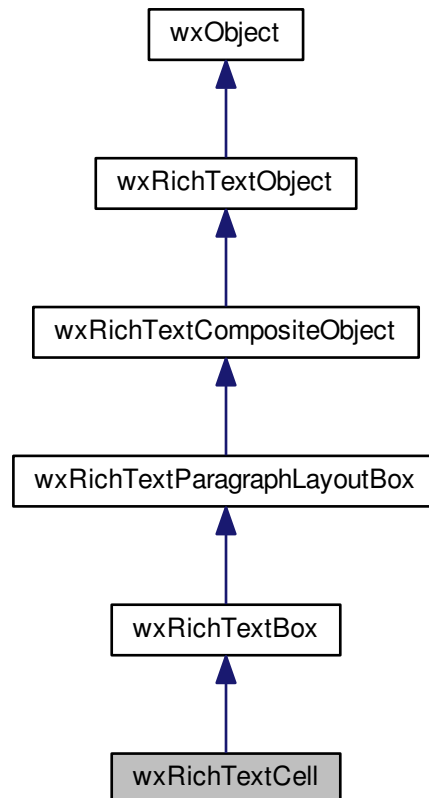 wxObject
wxRichTextObject
wxRichTextCompositeObject
wxRichTextParagraphLayoutBox
wxRichTextBox
wxRichTextCell